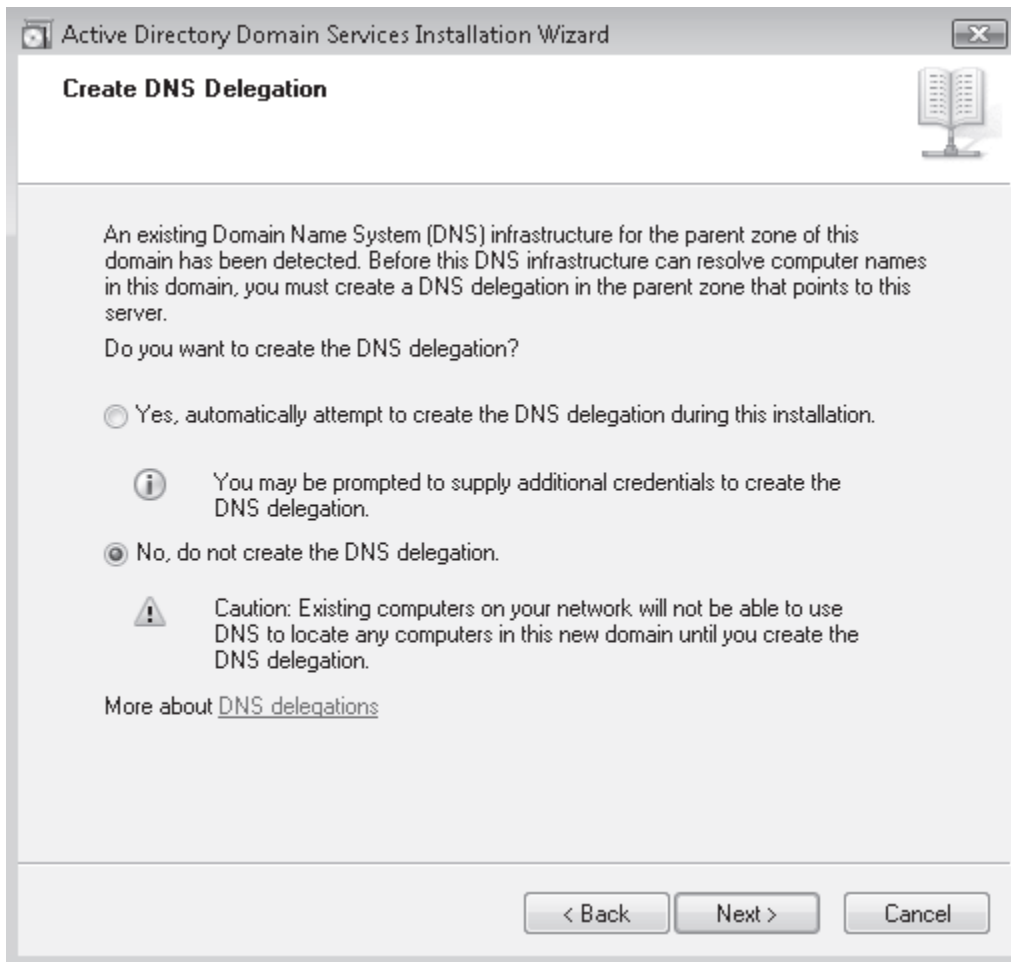 Active Directory Domain Services Installation Wizard
Create DNS Delegation
An existing Domain Name System (DNS) infrastructure for the parent zone of this
domain has been detected. Before this DNS infrastructure can resolve computer names
in this domain, you must create a DNS delegation in the parent zone that points to this
server.
Do you want to create the DNS delegation?
Yes, automatically attempt to create the DNS delegation during this installation.
You may be prompted to supply additional credentials to create the
DNS delegation.
No, do not create the DNS delegation.
Caution: Existing computers on your network will not be able to use
DNS to locate any computers in this new domain until you create the
DNS delegation.
More about DNS delegations
< Back Next > Cancel